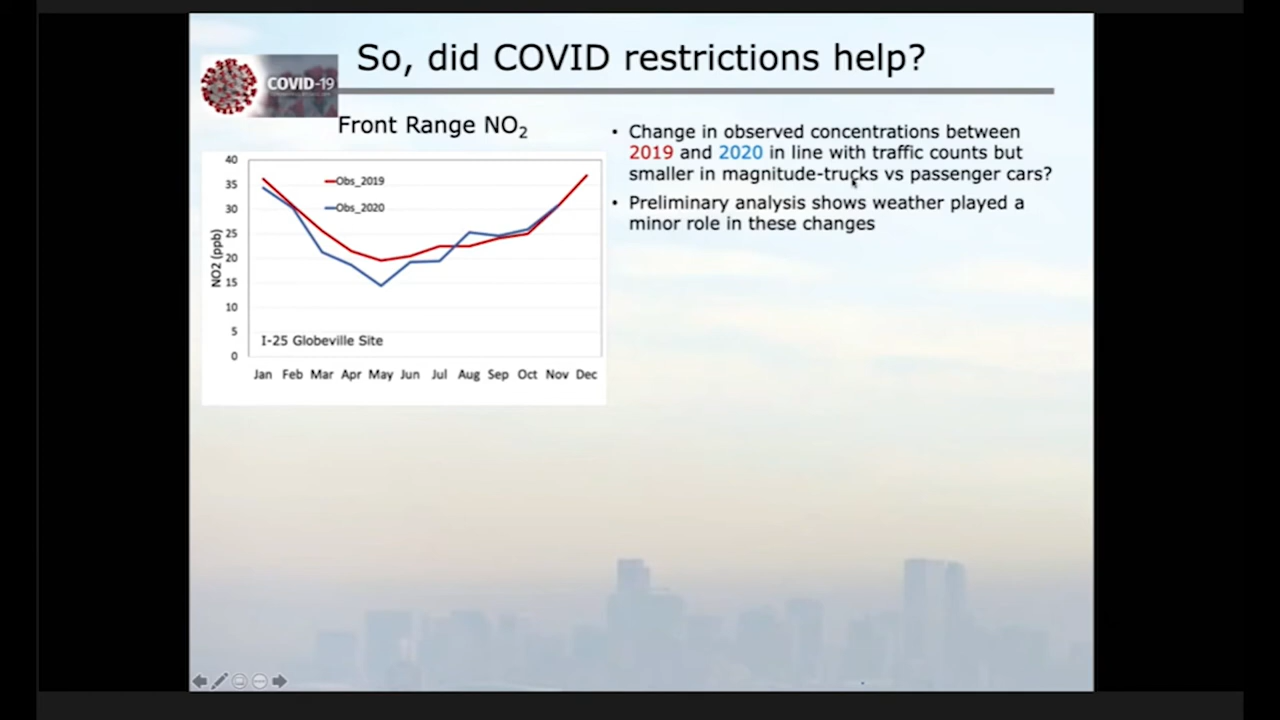 So, did COVID restrictions help?
COVID-19
Front Range NO2
40
35
30
25
20
15
10
5
0
NO2 (ppb)
Obs_2019
Obs_2020
I-25 Globeville Site
Jan Feb Mar Apr May Jun Jul Aug Sep Oct Nov Dec
• Change in observed concentrations between
2019 and 2020 in line with traffic counts but
smaller in magnitude-trucks vs passenger cars?
• Preliminary analysis shows weather played a
minor role in these changes